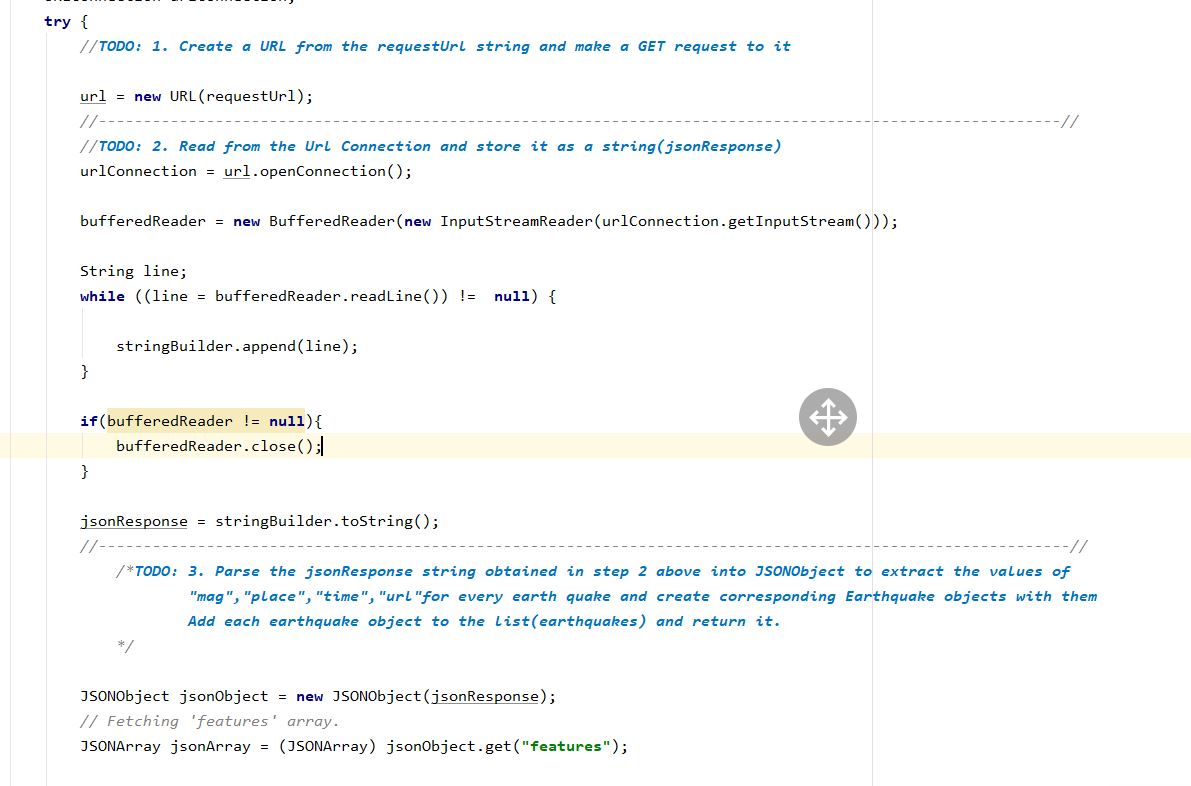 try {
//TODO: 1. Create a URL from the requestUrl string and make a GET request to it
url = new URL(requestUrl);
//-----------------------------------------------------------------------------------------------------------//
//TODO: 2. Read from the Url Connection and store it as a string(jsonResponse)
urlConnection = url.openConnection();
bufferedReader = new BufferedReader(new InputStreamReader(urlConnection.getInputStream()));
String line;
while ((line = bufferedReader.readLine()) !=  null) {
stringBuilder.append(line);
}
if(bufferedReader != null){
bufferedReader.close();
}
jsonResponse = stringBuilder.toString();
//------------------------------------------------------------------------------------------------------------//
/*TODO: 3. Parse the jsonResponse string obtained in step 2 above into JSONObject to extract the values of
"mag","place","time","url"for every earth quake and create corresponding Earthquake objects with them
Add each earthquake object to the list(earthquakes) and return it.
*/
JSONObject jsonObject = new JSONObject(jsonResponse);
// Fetching 'features' array.
JSONArray jsonArray = (JSONArray) jsonObject.get("features");